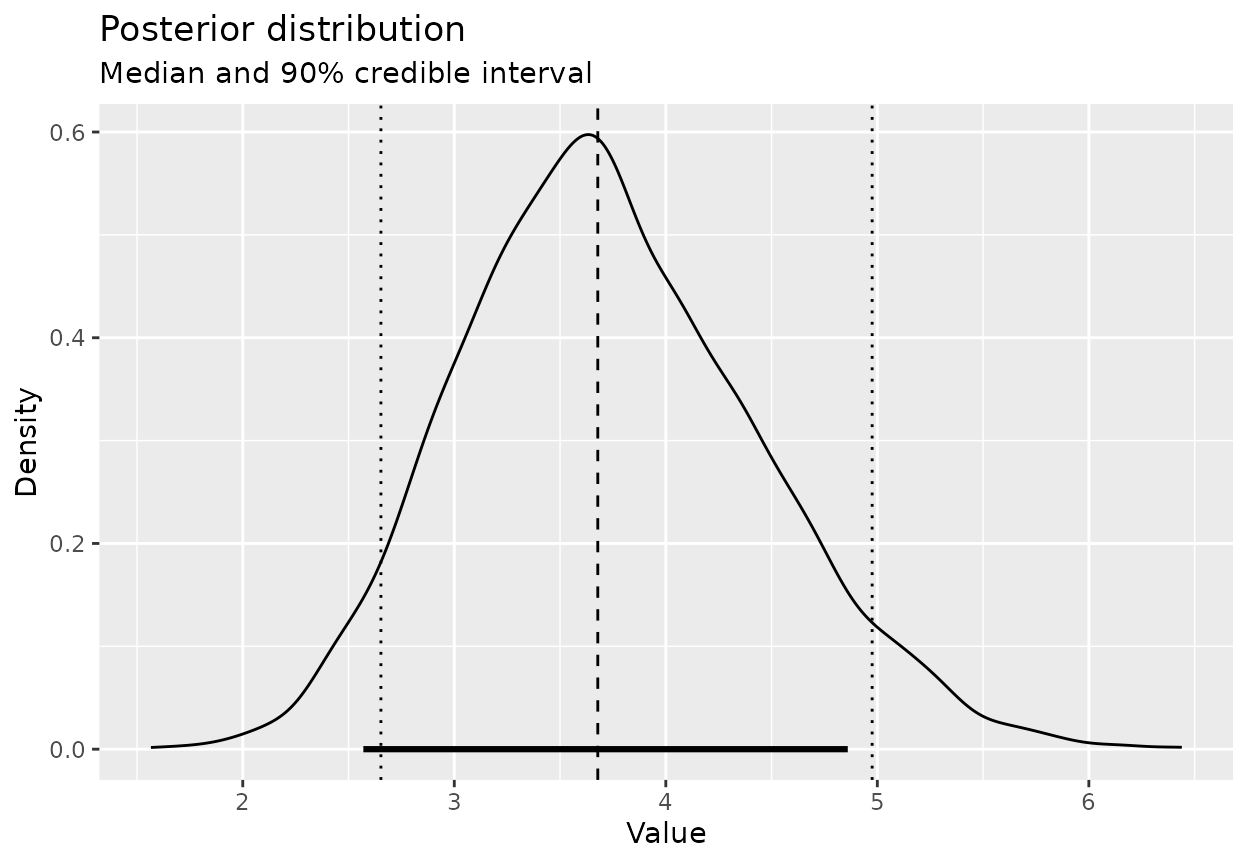 Posterior distribution
Median and 90% credible interval
0.6
0.4
0.2
0.0
Density
2 3 4 5 6
Value